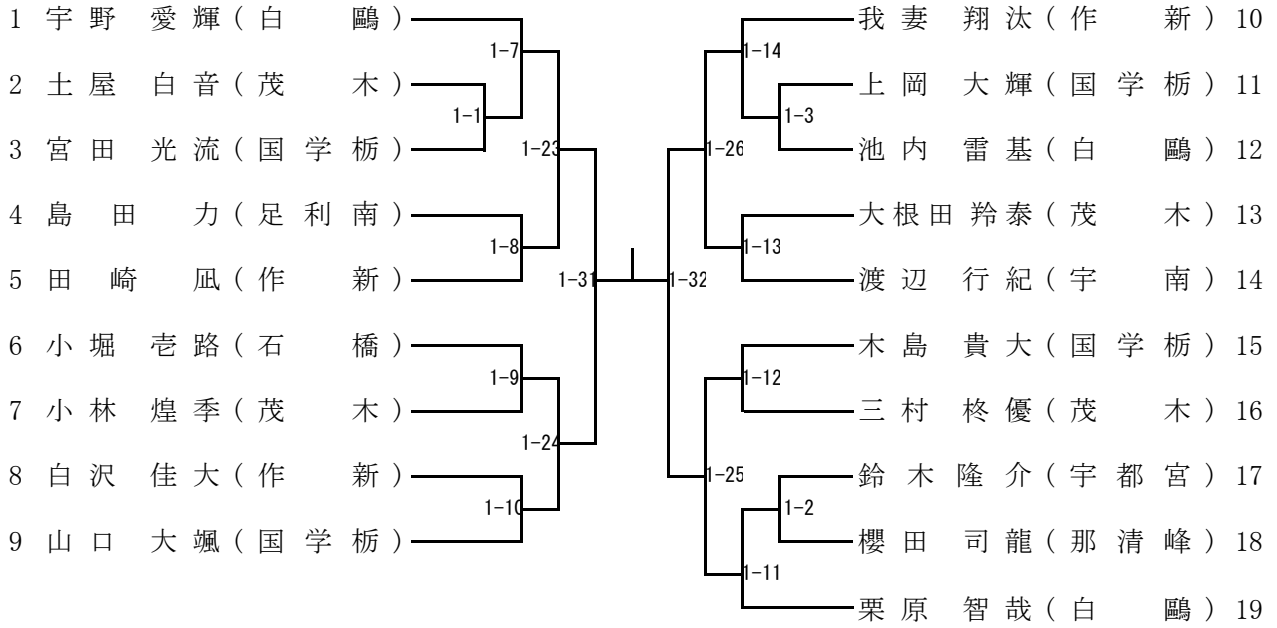 1 宇野 愛輝(白 鷗)
1-7
2 土屋 白音(茂 木)
1-1
3 宮田 光流(国学栃)
1-23
4 島田 力(足利南)
1-8
5 田崎 凪(作 新)
1-31
6 小堀 壱路(石 橋)
1-9
7 小林 煌季(茂 木)
1-24
8 白沢 佳大(作 新)
1-10
9 山口 大颯(国学栃)
我妻 翔汰(作 新) 10
1-14
上岡 大輝(国学栃) 11
1-3
池内 雷基(白 鷗) 12
1-26
大根田 羚泰(茂 木) 13
1-13
渡辺 行紀(宇 南) 14
1-32
木島 貴大(国学栃) 15
1-12
三村 柊優(茂 木) 16
1-25
鈴木 隆介(宇都宮) 17
1-2
櫻田 司龍(那清峰) 18
1-11
栗原 智哉(白 鷗) 19